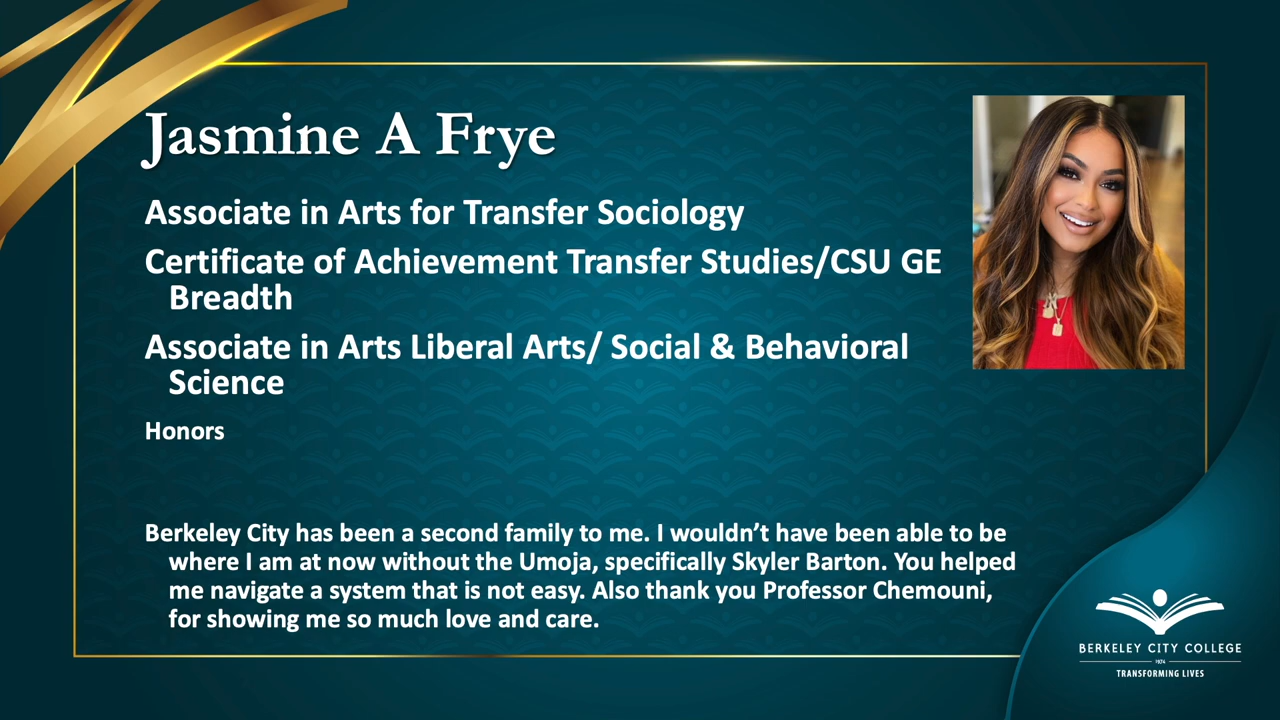 Jasmine A Frye
Associate in Arts for Transfer Sociology
Certificate of Achievement Transfer Studies/CSU GE
Breadth
Associate in Arts Liberal Arts/ Social & Behavioral
Science
Honors
Berkeley City has been a second family to me. I wouldn’t have been able to be
where I am at now without the Umoja, specifically Skyler Barton. You helped
me navigate a system that is not easy. Also thank you Professor Chemouni,
for showing me so much love and care.
BERKELEY CITY COLLEGE
1974
TRANSFORMING LIVES